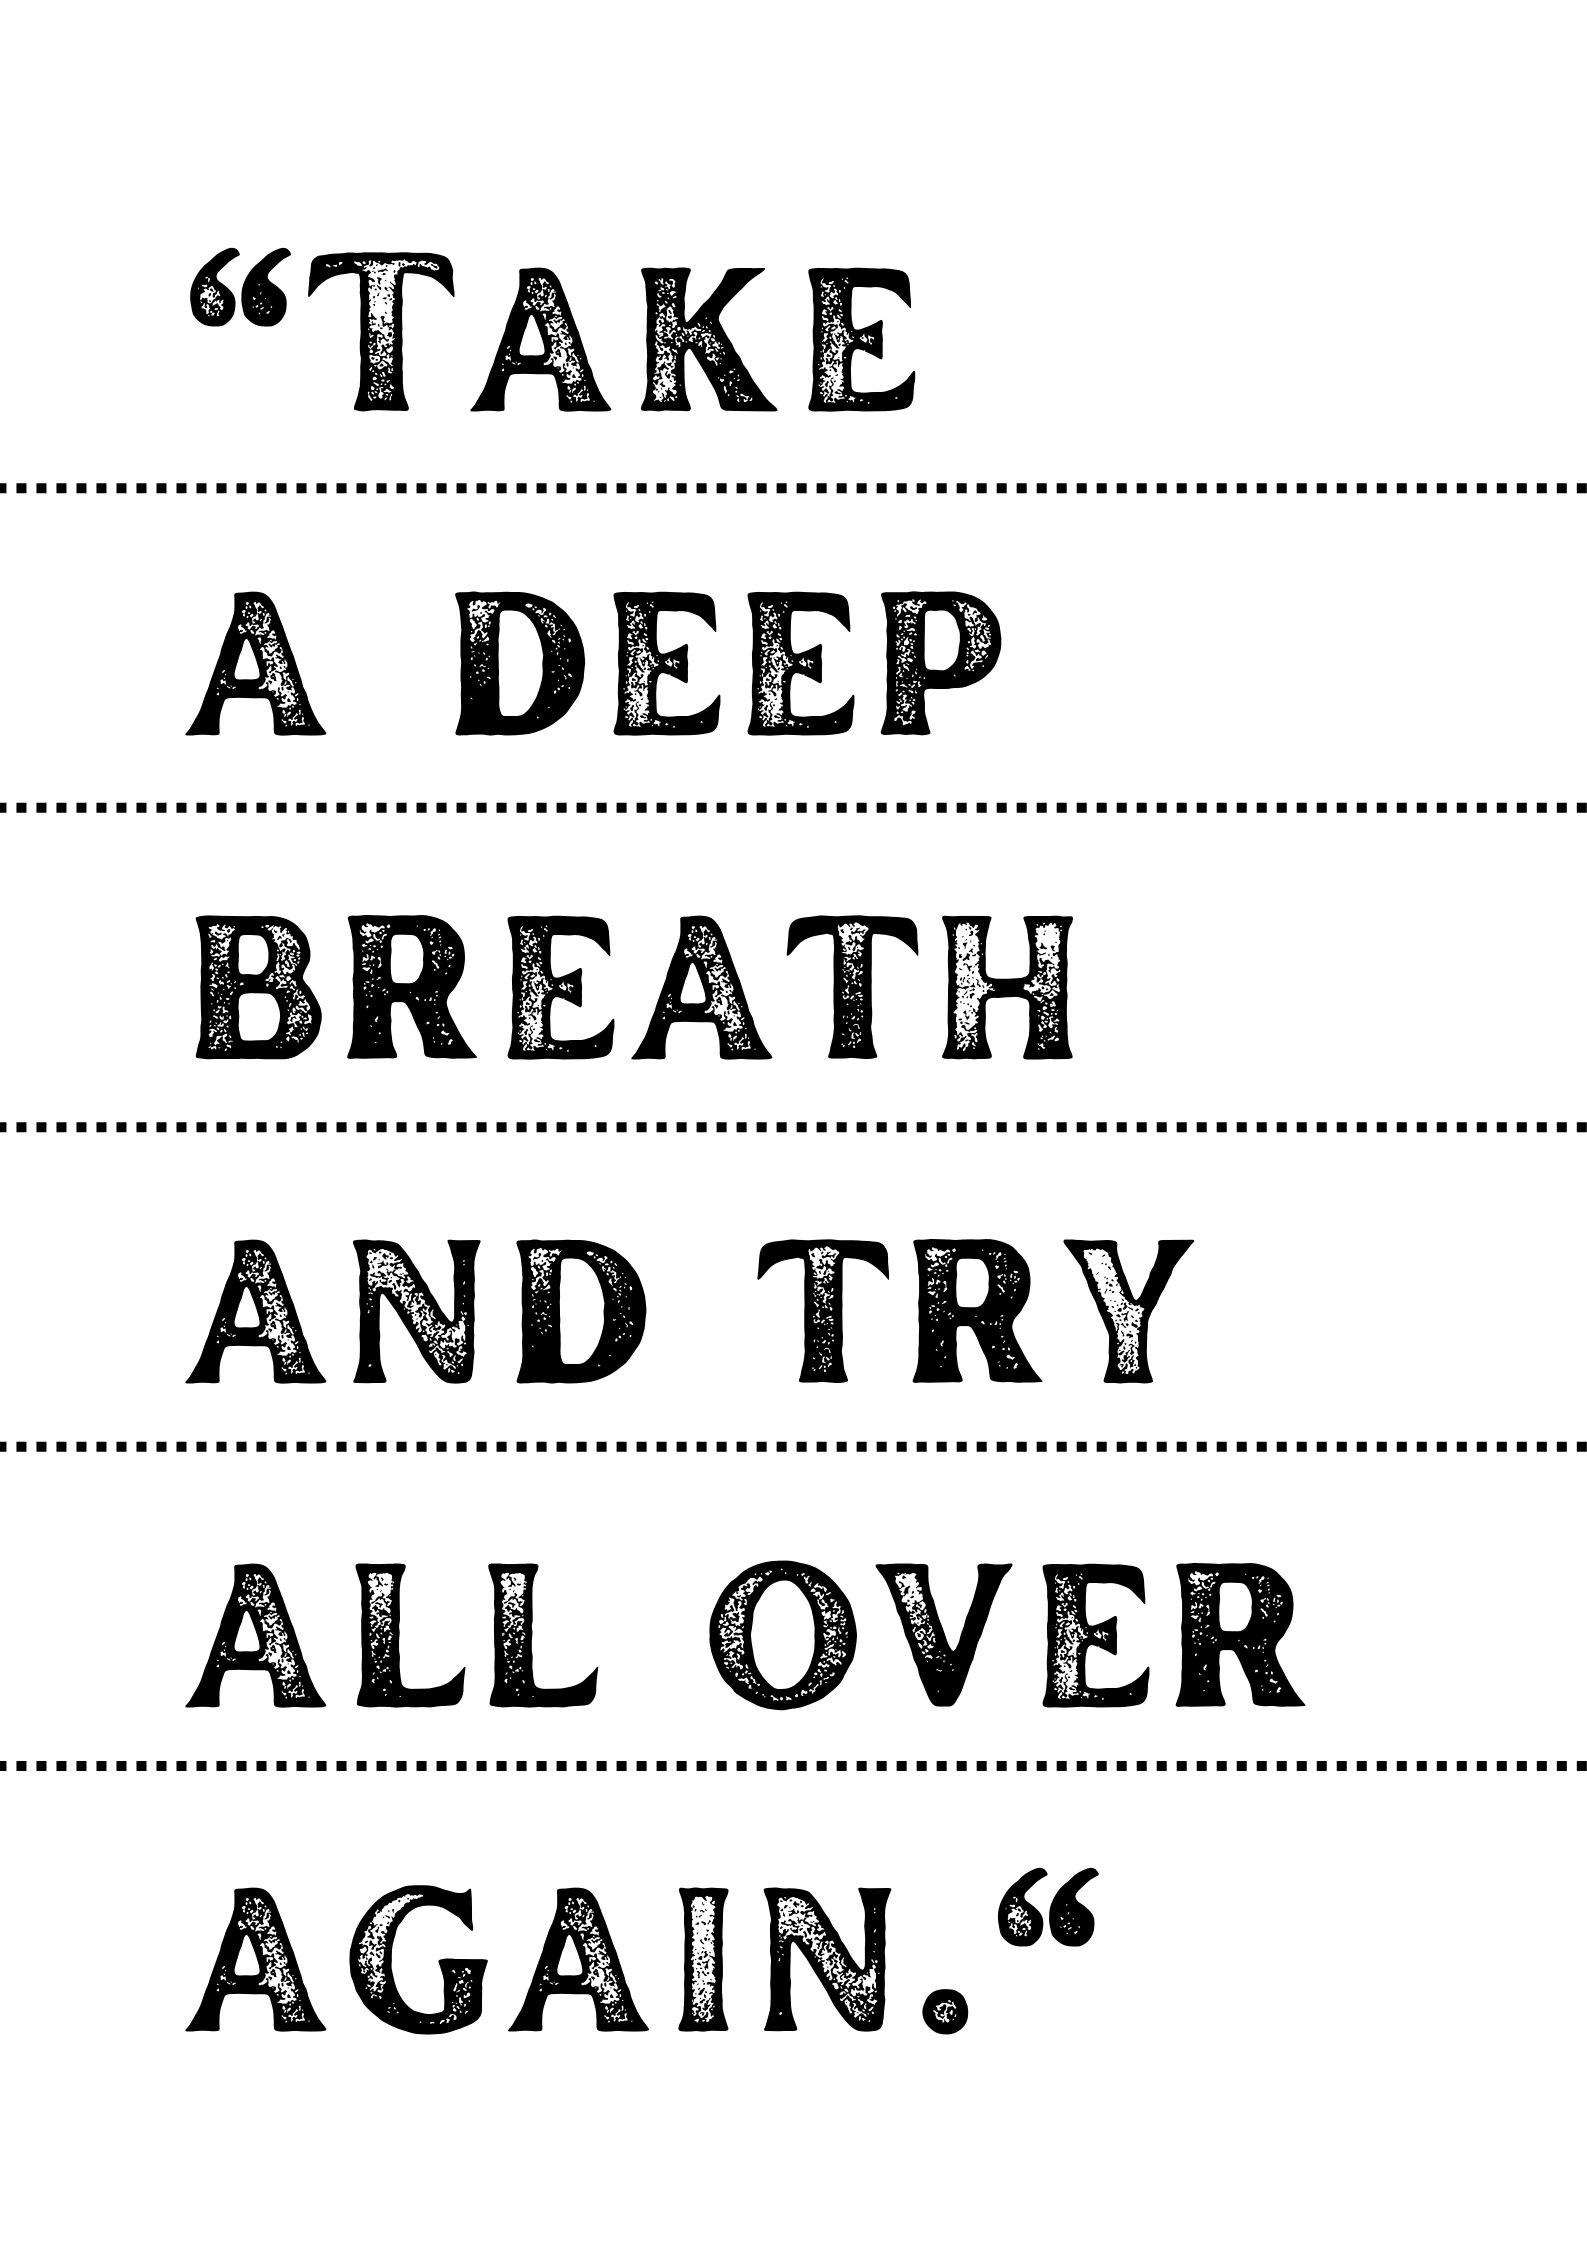 “TAKE
A DEEP
BREATH
AND TRY
ALL OVER
AGAIN.“